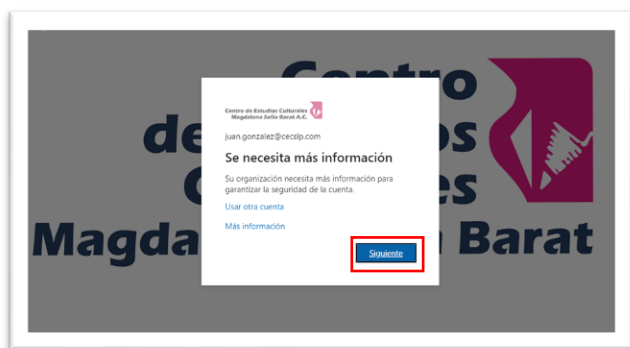 Centro
de
os
C
es
Magda
Barat
Centro de Estudios Culturales
Magdalena Sofía Barat A.C.
juan.gonzalez@cecslp.com
Se necesita más información
Su organización necesita más información para
garantizar la seguridad de la cuenta.
Usar otra cuenta
Más información
Siguiente